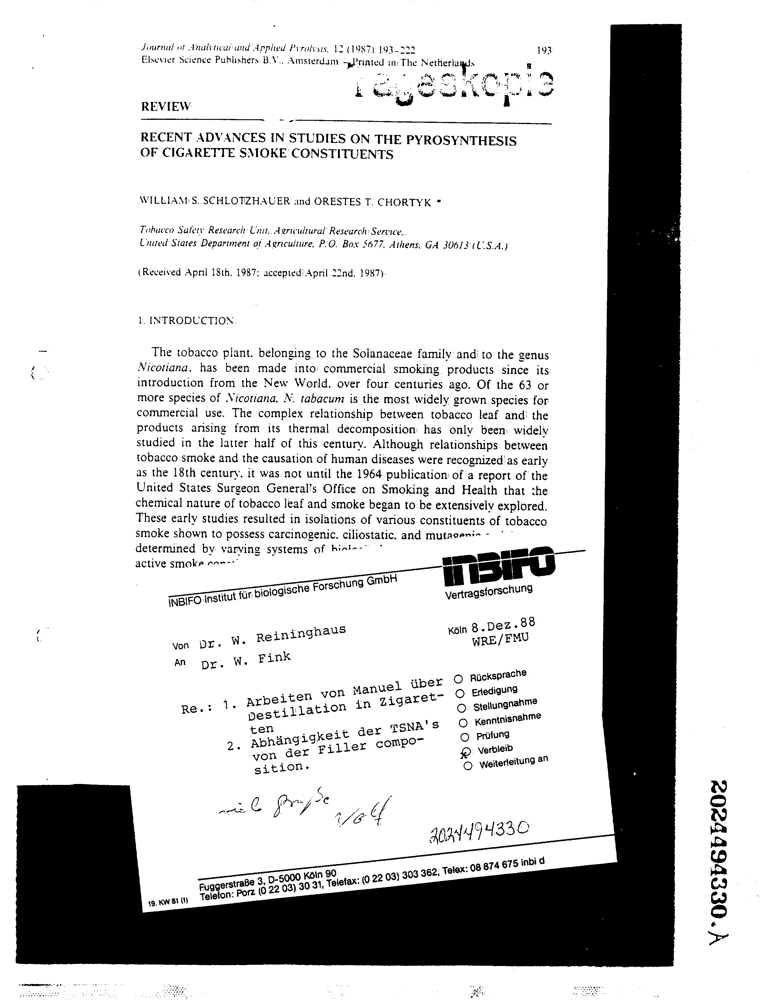 Journal of Analytical and Applied Pyrolysis, 12 (1987) 193-222
193
Elsevier Science Publishers B.V., Amsterdam - Printed in The Netherlands
REVIEW
RECENT ADVANCES IN STUDIES ON THE PYROSYNTHESIS
OF CIGARETTE SMOKE CONSTITUENTS
WILLIAM S. SCHLOTZHAUER and ORESTES T. CHORTYK *
Tobacco Safety Research Unit, Agricultural Research Service,
United States Department of Agriculture, P.O. Box 5677, Athens, GA 30613 (U.S.A.)
(Received April 18th, 1987; accepted April 22nd, 1987)
1. INTRODUCTION
The tobacco plant, belonging to the Solanaceae family and to the genus
Nicotiana, has been made into commercial smoking products since its
introduction from the New World, over four centuries ago. Of the 63 or
more species of Nicotiana, N. tabacum is the most widely grown species for
commercial use. The complex relationship between tobacco leaf and the
products arising from its thermal decomposition has only been widely
studied in the latter half of this century. Although relationships between
tobacco smoke and the causation of human diseases were recognized as early
as the 18th century, it was not until the 1964 publication of a report of the
United States Surgeon General's Office on Smoking and Health that the
chemical nature of tobacco leaf and smoke began to be extensively explored.
These early studies resulted in isolations of various constituents of tobacco
smoke shown to possess carcinogenic, ciliostatic, and mutagenic
determined by varying systems of
active smoke
INBIFO
INBIFO Institut für biologische Forschung GmbH
Vertragsforschung
Von Dr. W. Reininghaus
Köln 8.Dez.88
An Dr. W. Fink
WRE/FMU
Re.: 1. Arbeiten von Manuel über
Destillation in Zigaret-
ten
2. Abhängigkeit der TSNA's
von der Filler compo-
sition.
Rücksprache
Erledigung
Stellungnahme
Kenntnisnahme
Prüfung
Verbleib
Weiterleitung an
viele Grüße
Wolf
2024494330
Fuggerstraße 3, D-5000 Köln 90
Telefon: Porz (0 22 03) 30 31, Telefax: (0 22 03) 303 362, Telex: 08 874 675 inbi d
19. KW 81 (1)
2024494330.A